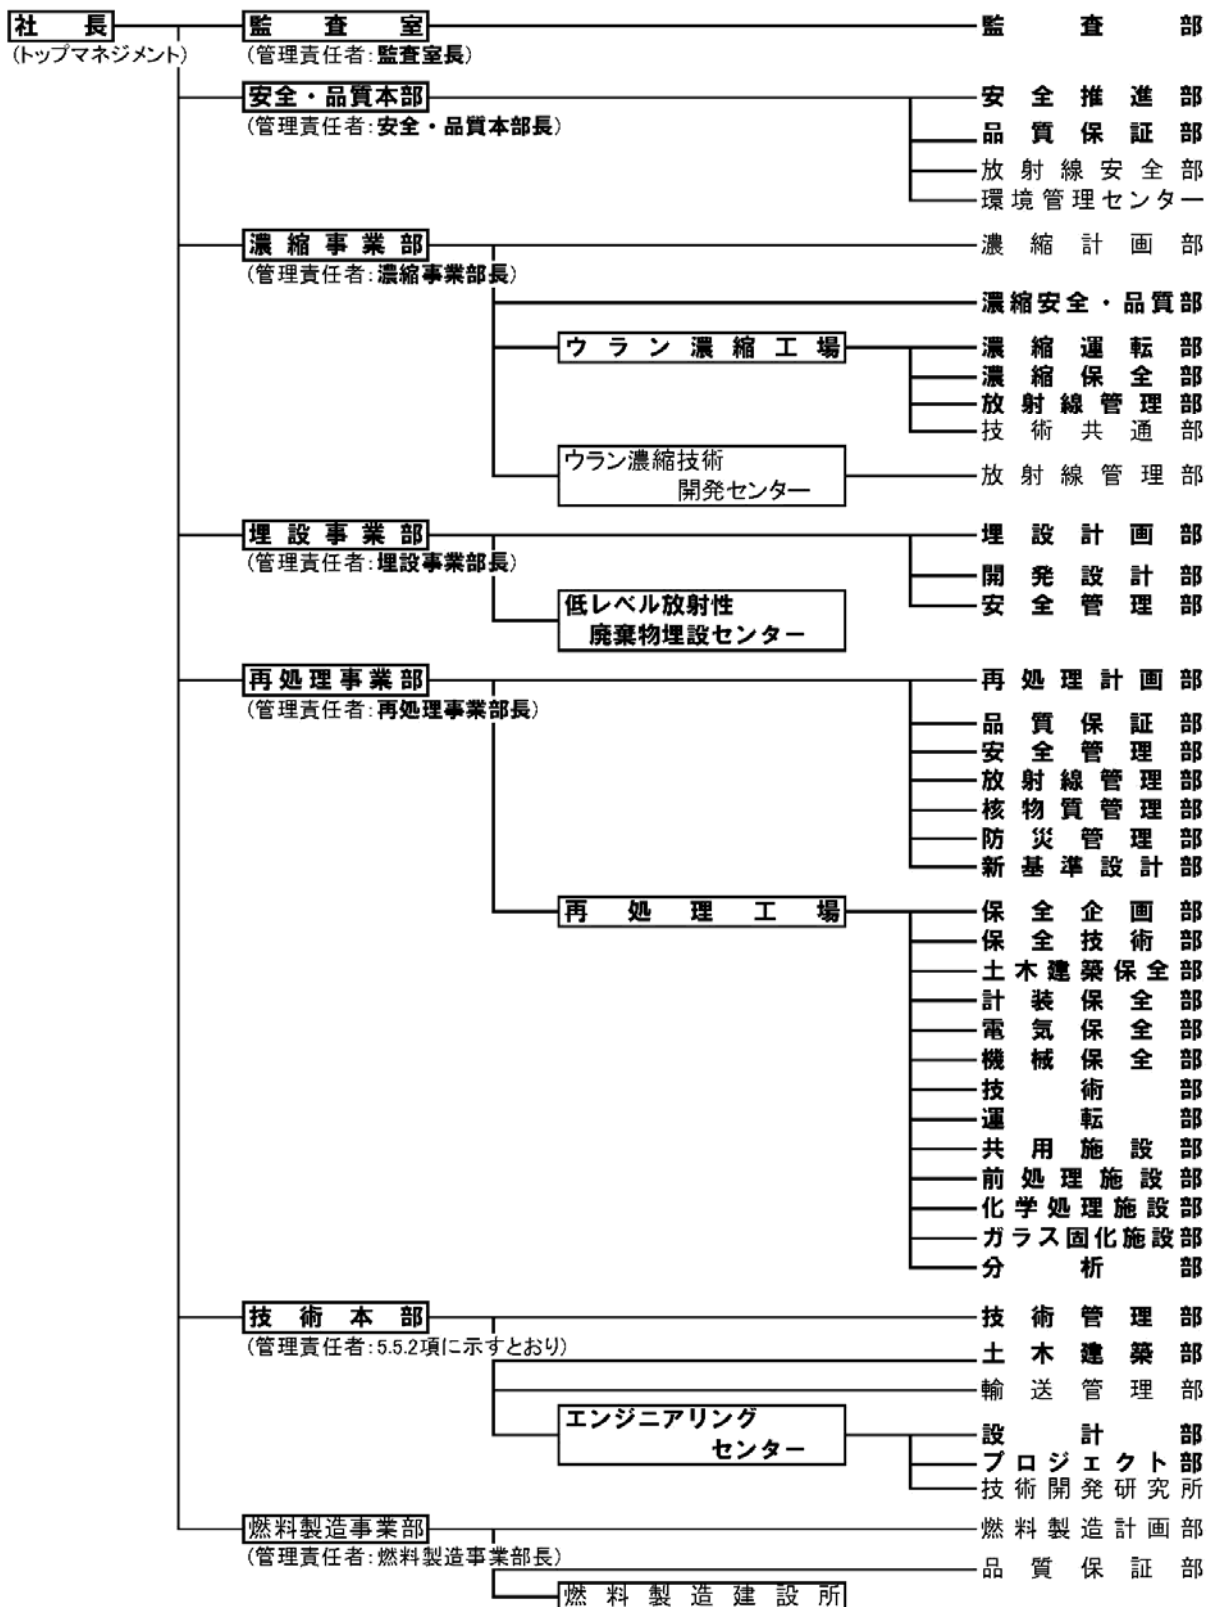 社長 監査室 監査部
(トップマネジメント) (管理責任者:監査室長)
安全・品質本部 安全推進部
(管理責任者:安全・品質本部長)
品質保証部
放射線安全部
環境管理センター
濃縮事業部 濃縮計画部
(管理責任者:濃縮事業部長)
濃縮安全・品質部
ウラン濃縮工場 濃縮運転部
濃縮保全部
放射線管理部
技術共通部
ウラン濃縮技術
開発センター 放射線管理部
埋設事業部 埋設計画部
(管理責任者:埋設事業部長)
開発設計部
低レベル放射性 安全管理部
廃棄物埋設センター
再処理事業部 再処理計画部
(管理責任者:再処理事業部長)
品質保証部
安全管理部
放射線管理部
核物質管理部
防災管理部
新基準設計部
再処理工場 保全企画部
保全技術部
土木建築保全部
計装保全部
電気保全部
機械保全部
技術部
運転部
共用施設部
前処理施設部
化学処理施設部
ガラス固化施設部
分析部
技術本部 技術管理部
(管理責任者:5.5.2項に示すとおり)
土木建築部
輸送管理部
エンジニアリング
センター 設計部
プロジェクト部
技術開発研究所
燃料製造事業部 燃料製造計画部
(管理責任者:燃料製造事業部長)
品質保証部
燃料製造建設所